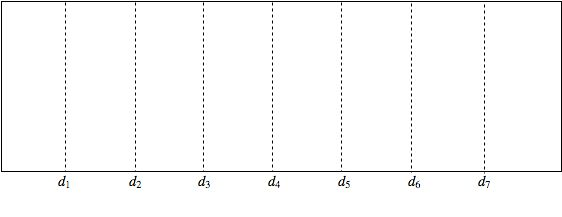 d₁ d₂ d₃ d₄ d₅ d₆ d₇